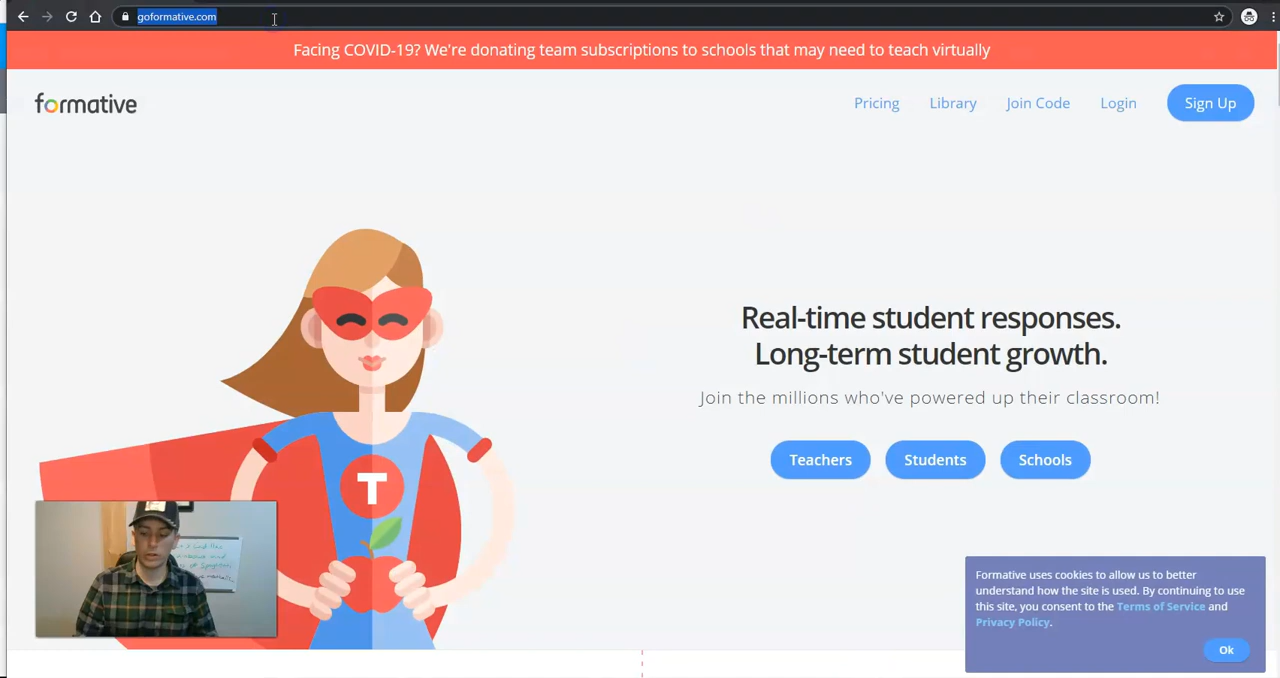 goformative.com
Facing COVID-19? We're donating team subscriptions to schools that may need to teach virtually
formative
Pricing
Library
Join Code
Login
Sign Up
Real-time student responses.
Long-term student growth.
Join the millions who've powered up their classroom!
Teachers
Students
Schools
T
Formative uses cookies to allow us to better
understand how the site is used. By continuing to use
this site, you consent to the Terms of Service and
Privacy Policy.
Ok